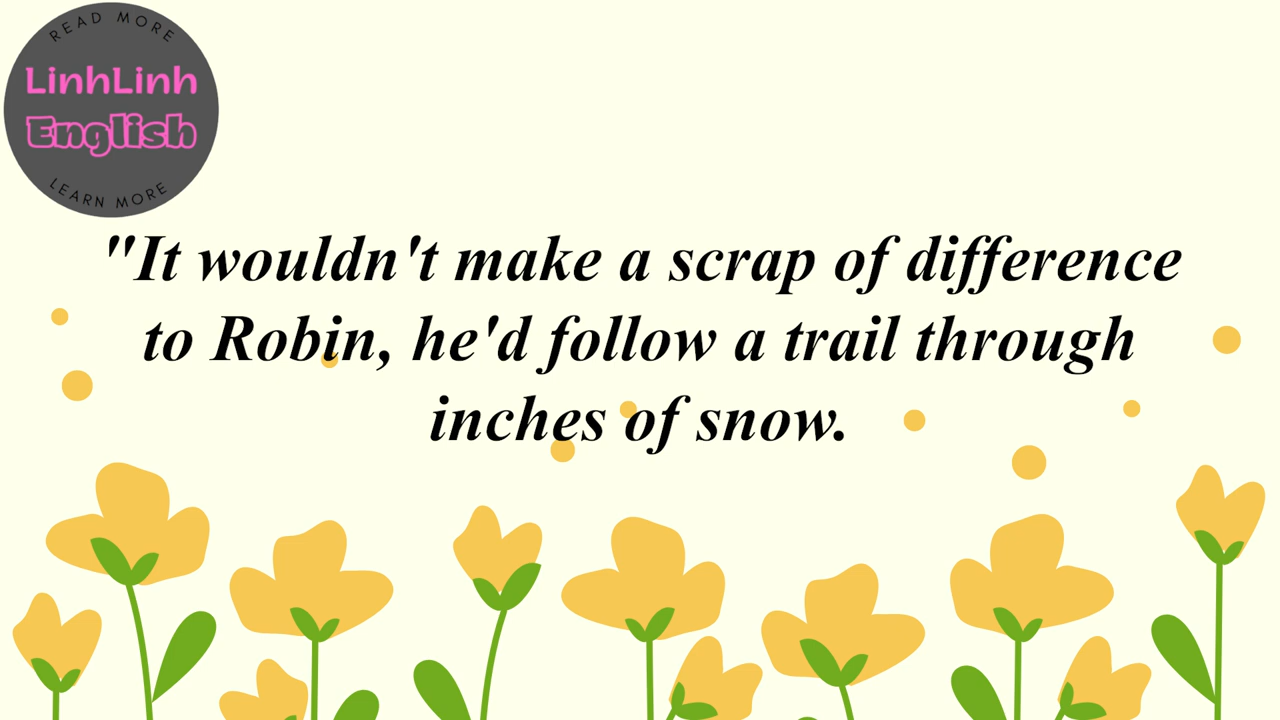 READ MORE
LinhLinh
English
LEARN MORE
"It wouldn't make a scrap of difference
to Robin, he'd follow a trail through
inches of snow.